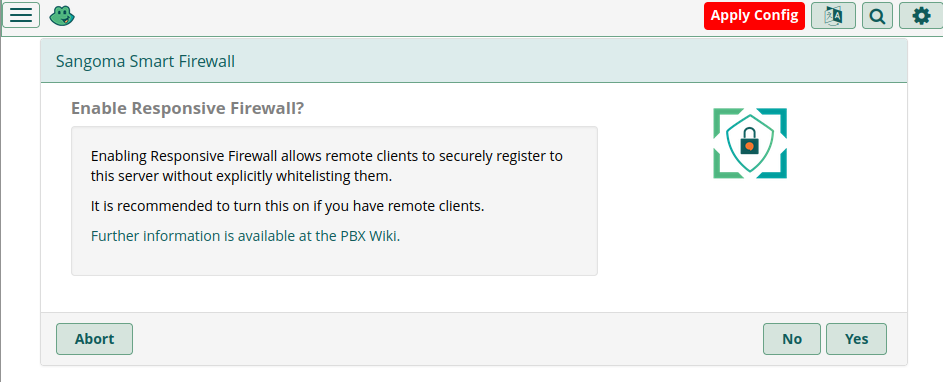 Apply Config
Sangoma Smart Firewall
Enable Responsive Firewall?
Enabling Responsive Firewall allows remote clients to securely register to
this server without explicitly whitelisting them.
It is recommended to turn this on if you have remote clients.
Further information is available at the PBX Wiki.
Abort
No
Yes